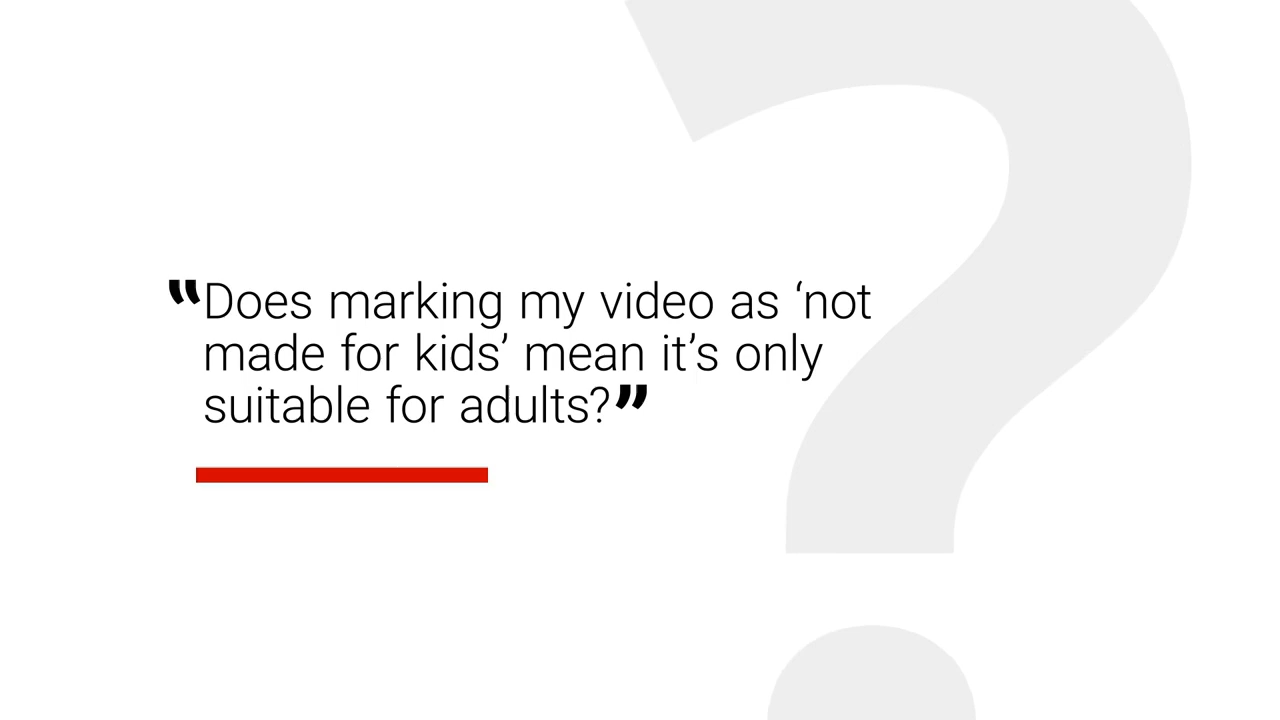 "Does marking my video as ‘not
made for kids’ mean it’s only
suitable for adults?"